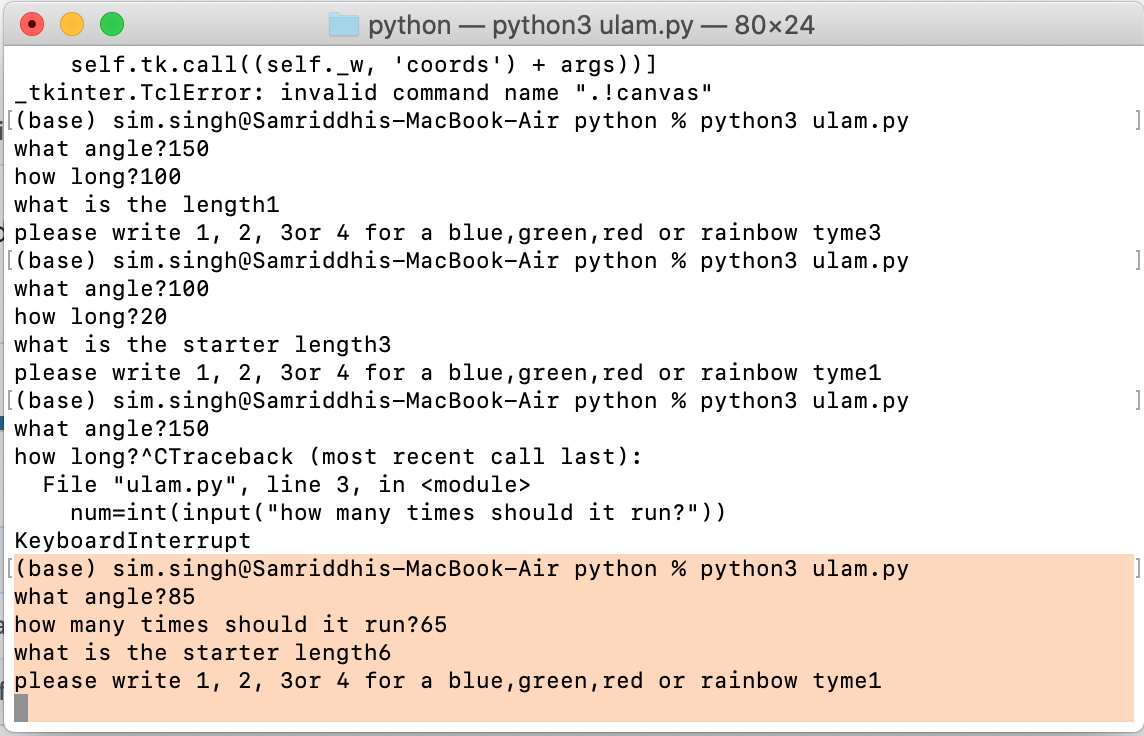 python — python3 ulam.py — 80×24
    self.tk.call((self._w, 'coords') + args))]
_tkinter.TclError: invalid command name ".!canvas"
[(base) sim.singh@Samriddhis-MacBook-Air python % python3 ulam.py ]
what angle?150
how long?100
what is the length1
please write 1, 2, 3or 4 for a blue,green,red or rainbow tyme3
[(base) sim.singh@Samriddhis-MacBook-Air python % python3 ulam.py ]
what angle?100
how long?20
what is the starter length3
please write 1, 2, 3or 4 for a blue,green,red or rainbow tyme1
[(base) sim.singh@Samriddhis-MacBook-Air python % python3 ulam.py ]
what angle?150
how long?^CTraceback (most recent call last):
  File "ulam.py", line 3, in <module>
    num=int(input("how many times should it run?"))
KeyboardInterrupt
[(base) sim.singh@Samriddhis-MacBook-Air python % python3 ulam.py ]
what angle?85
how many times should it run?65
what is the starter length6
please write 1, 2, 3or 4 for a blue,green,red or rainbow tyme1